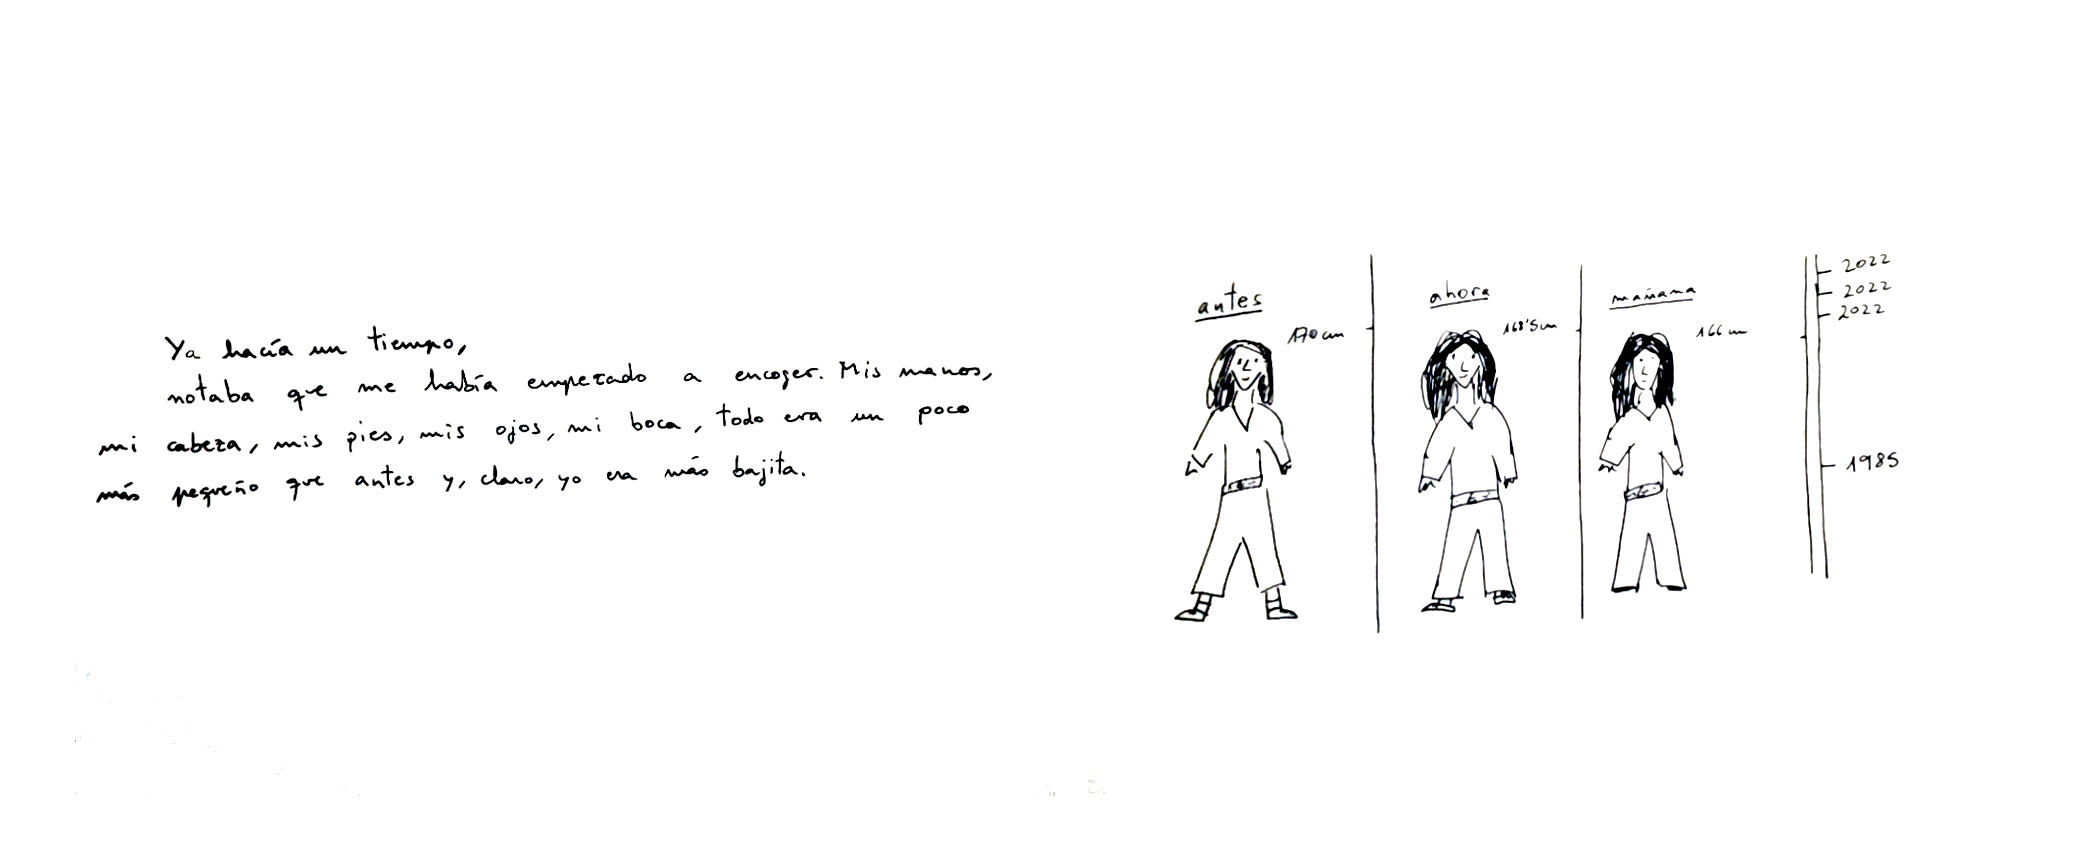 Ya hacía un tiempo,
notaba que me había empezado a encoger. Mis manos,
mi cabeza, mis pies, mis ojos, mi boca, todo era un poco
más pequeño que antes y, claro, yo era más bajita.
antes
170 cm
ahora
168'5 cm
mañana
166 cm
2022
2022
2022
1985